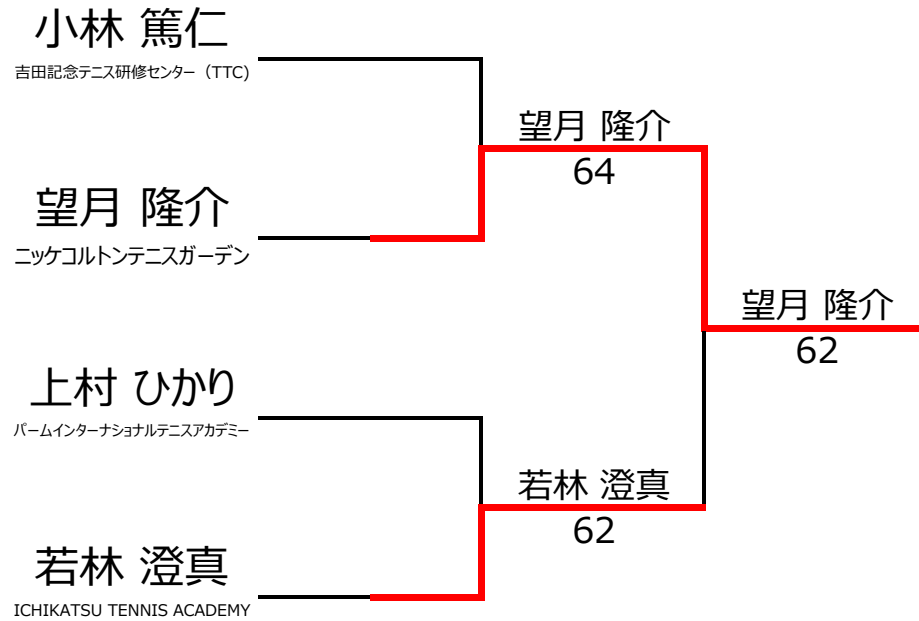 小林 篤仁
吉田記念テニス研修センター（TTC)
望月 隆介
64
望月 隆介
ニッケコルトンテニスガーデン
望月 隆介
62
上村 ひかり
パームインターナショナルテニスアカデミー
若林 澄真
62
若林 澄真
ICHIKATSU TENNIS ACADEMY